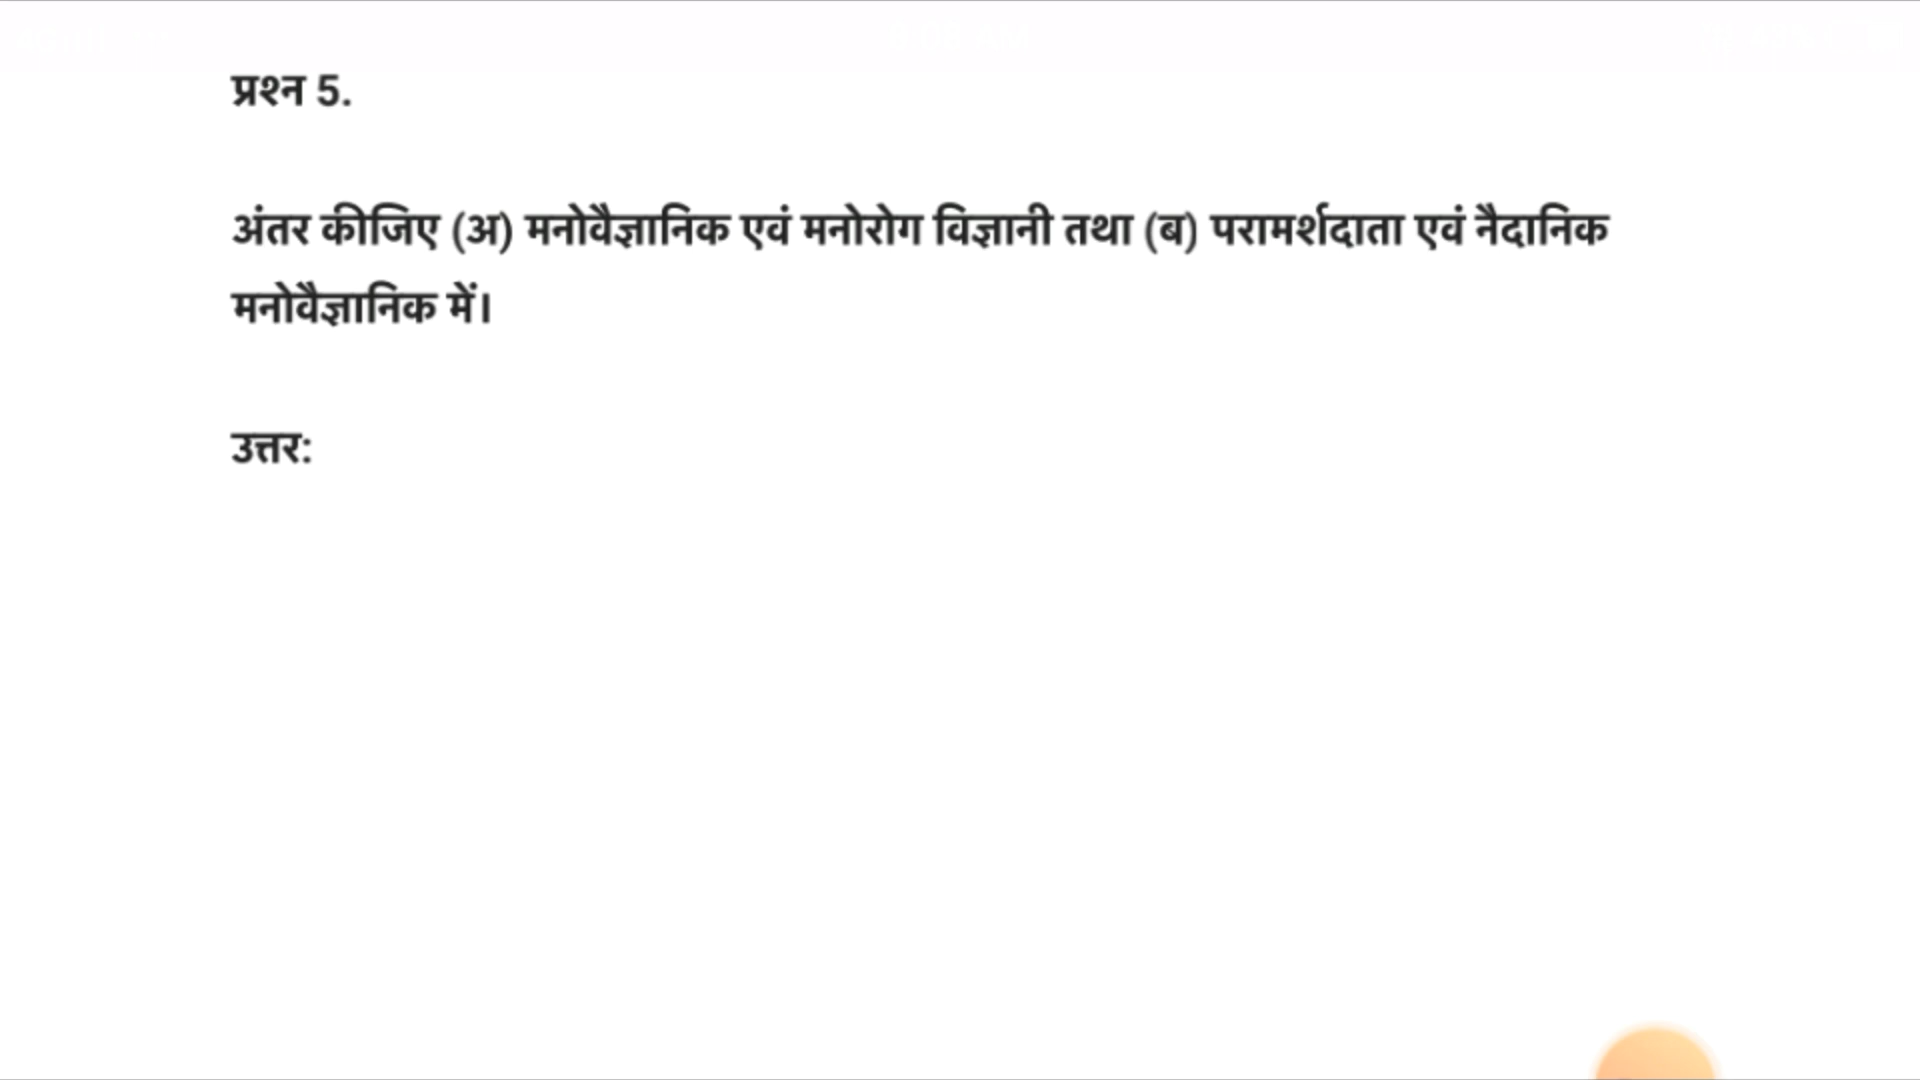 प्रश्न 5.
अंतर कीजिए (अ) मनोवैज्ञानिक एवं मनोरोग विज्ञानी तथा (ब) परामर्शदाता एवं नैदानिक
मनोवैज्ञानिक में।
उत्तर: